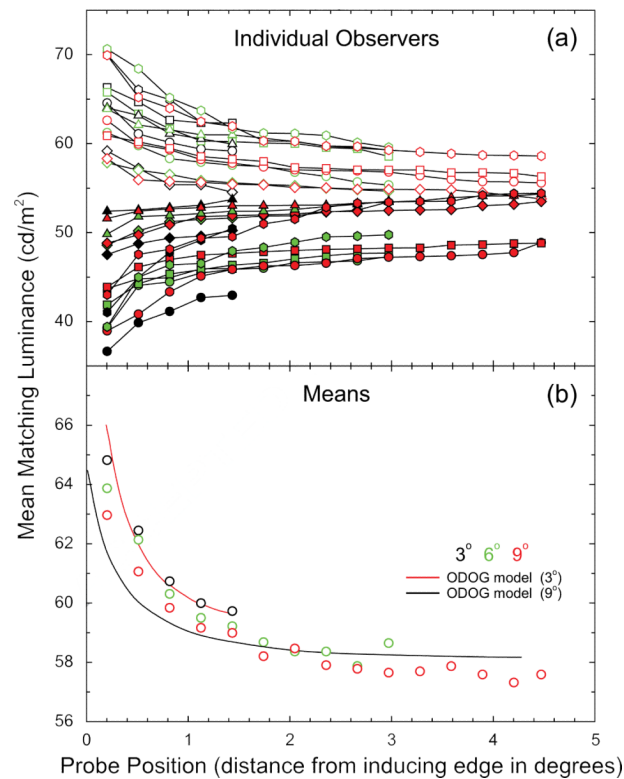 Individual Observers (a)
70
60
50
40
Mean Matching Luminance (cd/m²)
Means (b)
66
64
62
60
58
56
3° 6° 9°
ODOG model (3°)
ODOG model (9°)
0 1 2 3 4 5
Probe Position (distance from inducing edge in degrees)